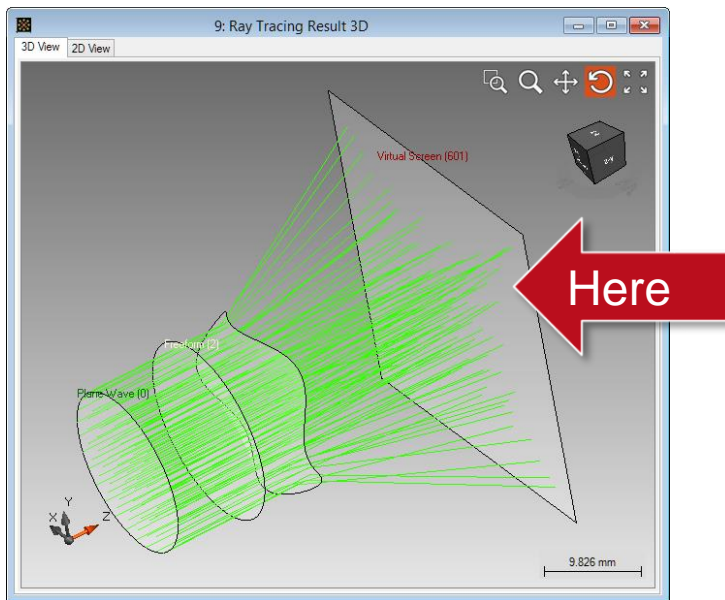 9: Ray Tracing Result 3D
3D View 2D View
Virtual Screen (601)
Here
Freeform (2)
Plane Wave (0)
Y
X Z
9.826 mm